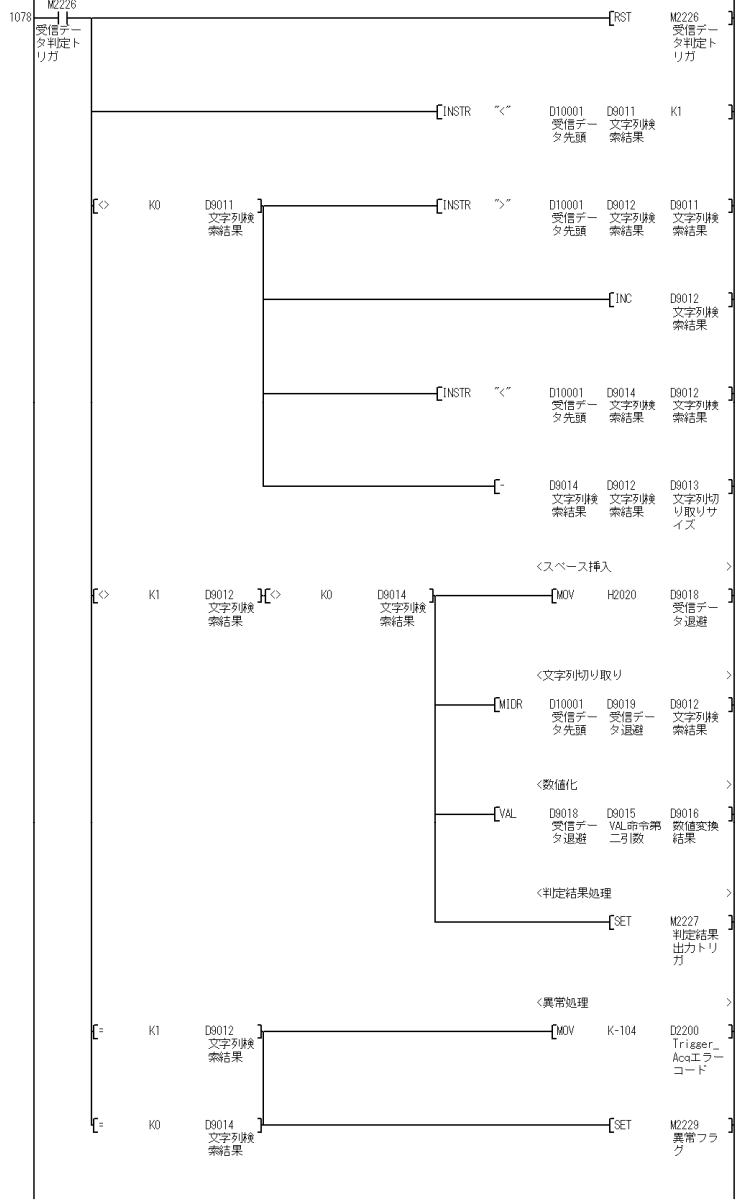 M2226
1078
受信デー
タ判定ト
リガ
[RST M2226 ]
受信デー
タ判定ト
リガ
[INSTR "<" D10001 D9011 K1 ]
受信デー 文字列検
タ先頭 索結果
[<> K0 D9011 ]
文字列検
索結果
[INSTR ">" D10001 D9012 D9011 ]
受信デー 文字列検 文字列検
タ先頭 索結果 索結果
[INC D9012 ]
文字列検
索結果
[INSTR "<" D10001 D9014 D9012 ]
受信デー 文字列検 文字列検
タ先頭 索結果 索結果
[- D9014 D9012 D9013 ]
文字列検 文字列検 文字列切
索結果 索結果 り取りサ
イズ
<スペース挿入 >
[<> K1 D9012 ][<> K0 D9014 ]
文字列検 文字列検
索結果 索結果
[MOV H2020 D9018 ]
受信デー
タ退避
<文字列切り取り >
[MIDR D10001 D9019 D9012 ]
受信デー 受信デー 文字列検
タ先頭 タ退避 索結果
<数値化 >
[VAL D9018 D9015 D9016 ]
受信デー VAL命令第 数値変換
タ退避 二引数 結果
<判定結果処理 >
[SET M2227 ]
判定結果
出力トリ
ガ
<異常処理 >
[= K1 D9012 ]
文字列検
索結果
[MOV K-104 D2200 ]
Trigger_
Acqエラー
コード
[= K0 D9014 ]
文字列検
索結果
[SET M2229 ]
異常フラ
グ